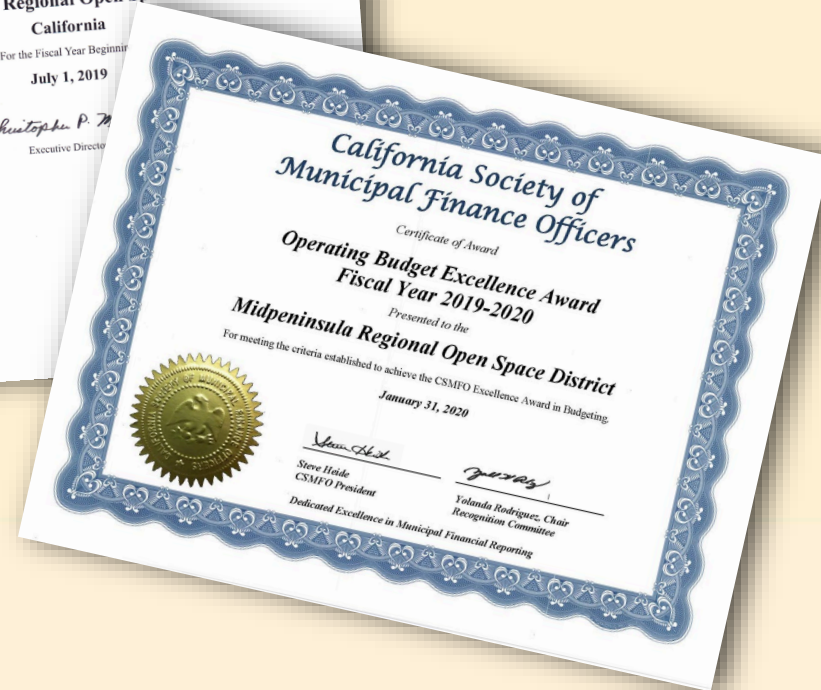 Regional Open
California
For the Fiscal Year
July 1, 2019
Christopher P.
Executive
California Society of
Municipal Finance Officers
Certificate of Award
Operating Budget Excellence Award
Fiscal Year 2019-2020
Presented to the
Midpeninsula Regional Open Space District
For meeting the criteria established to achieve the CSMFO Excellence Award in Budgeting.
January 31, 2020
Steve Heide
CSMFO President
Yolanda Rodriguez, Chair
Recognition Committee
Dedicated Excellence in Municipal Financial Reporting